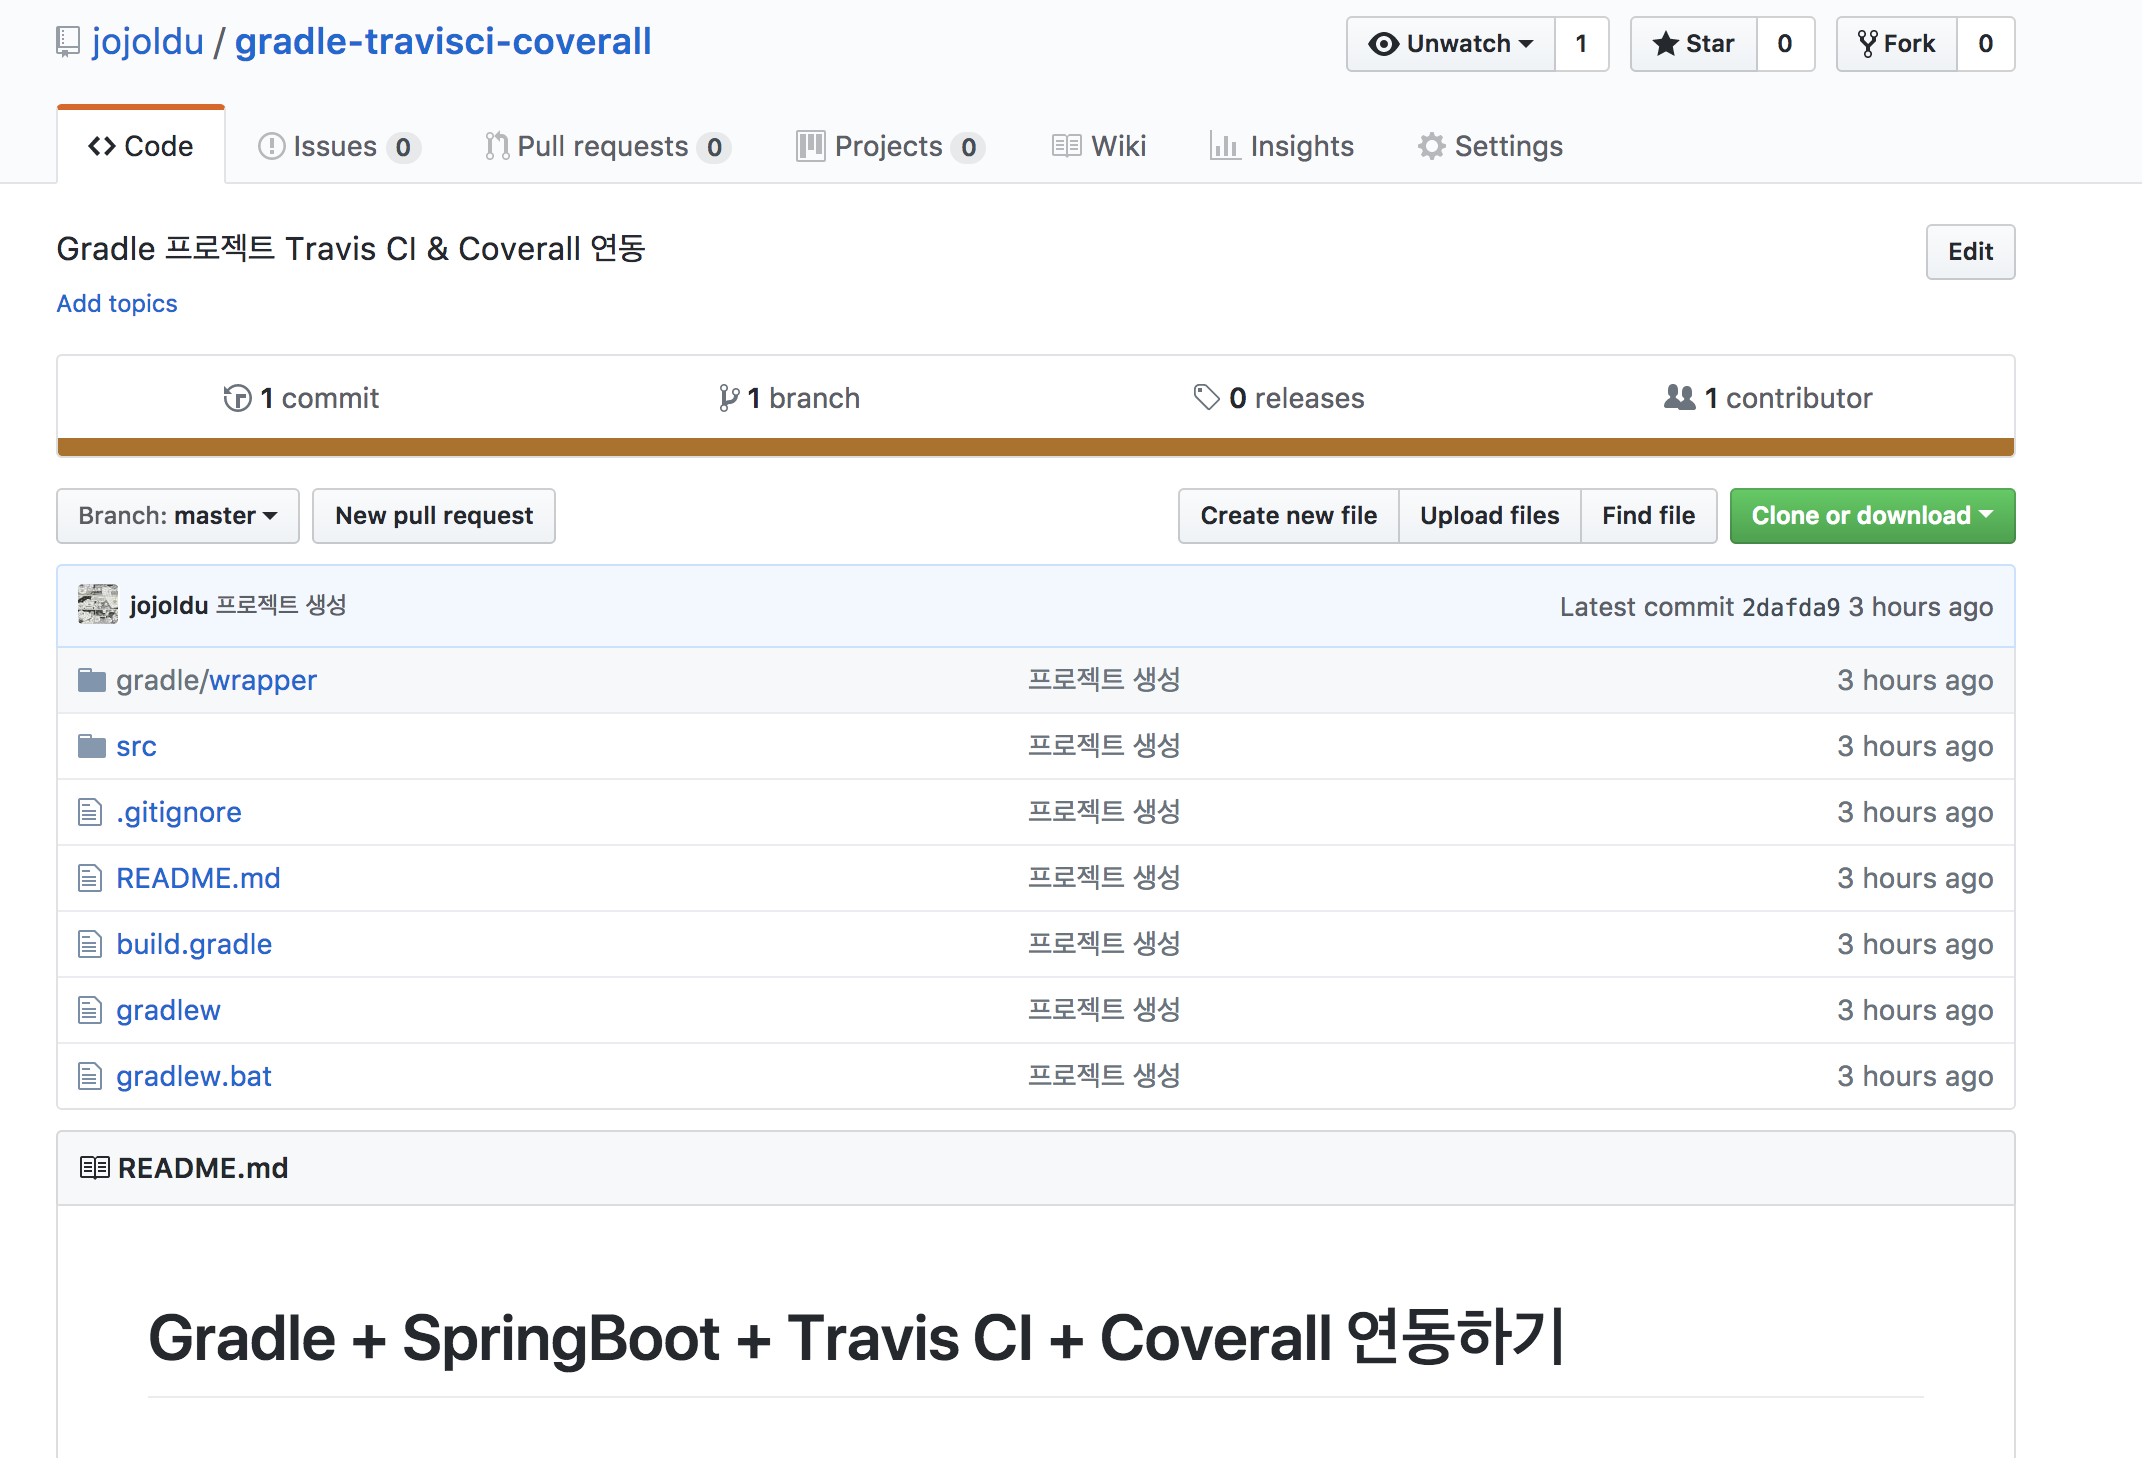 jojoldu / gradle-travisci-coverall
Unwatch 1 Star 0 Fork 0
Code Issues 0 Pull requests 0 Projects 0 Wiki Insights Settings
Gradle 프로젝트 Travis CI & Coverall 연동
Edit
Add topics
1 commit 1 branch 0 releases 1 contributor
Branch: master New pull request Create new file Upload files Find file Clone or download
jojoldu 프로젝트 생성 Latest commit 2dafda9 3 hours ago
gradle/wrapper 프로젝트 생성 3 hours ago
src 프로젝트 생성 3 hours ago
.gitignore 프로젝트 생성 3 hours ago
README.md 프로젝트 생성 3 hours ago
build.gradle 프로젝트 생성 3 hours ago
gradlew 프로젝트 생성 3 hours ago
gradlew.bat 프로젝트 생성 3 hours ago
README.md
Gradle + SpringBoot + Travis CI + Coverall 연동하기